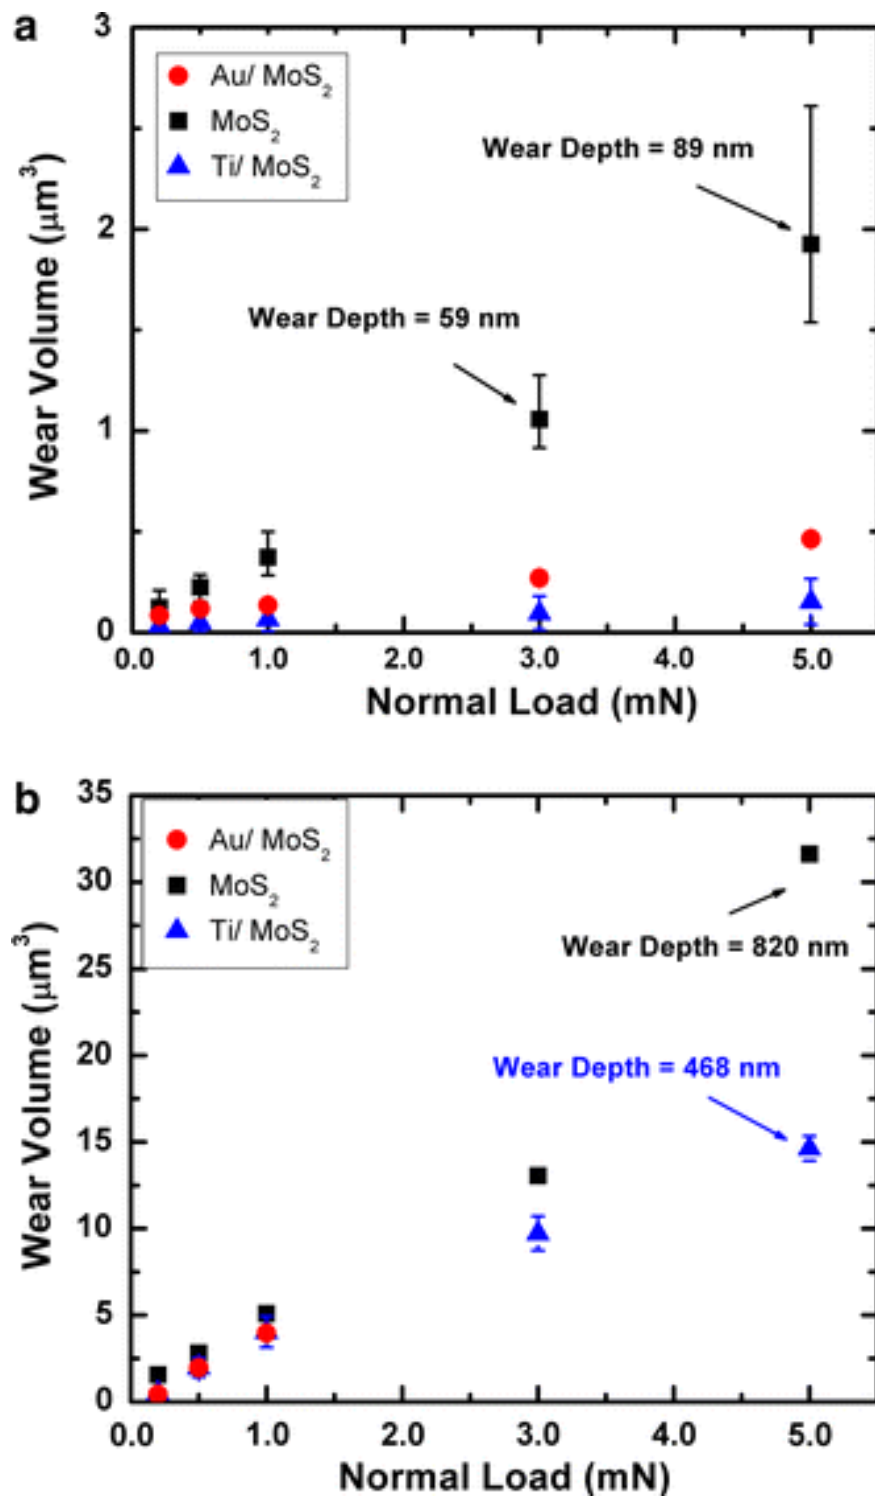 a
3
Au/ MoS₂
MoS₂
Ti/ MoS₂
Wear Depth = 89 nm
2
Wear Depth = 59 nm
1
0
0.0 1.0 2.0 3.0 4.0 5.0
Wear Volume (μm³)
Normal Load (mN)
b
35
Au/ MoS₂
MoS₂
Ti/ MoS₂
30
Wear Depth = 820 nm
25
20
Wear Depth = 468 nm
15
10
5
0
0.0 1.0 2.0 3.0 4.0 5.0
Wear Volume (μm³)
Normal Load (mN)